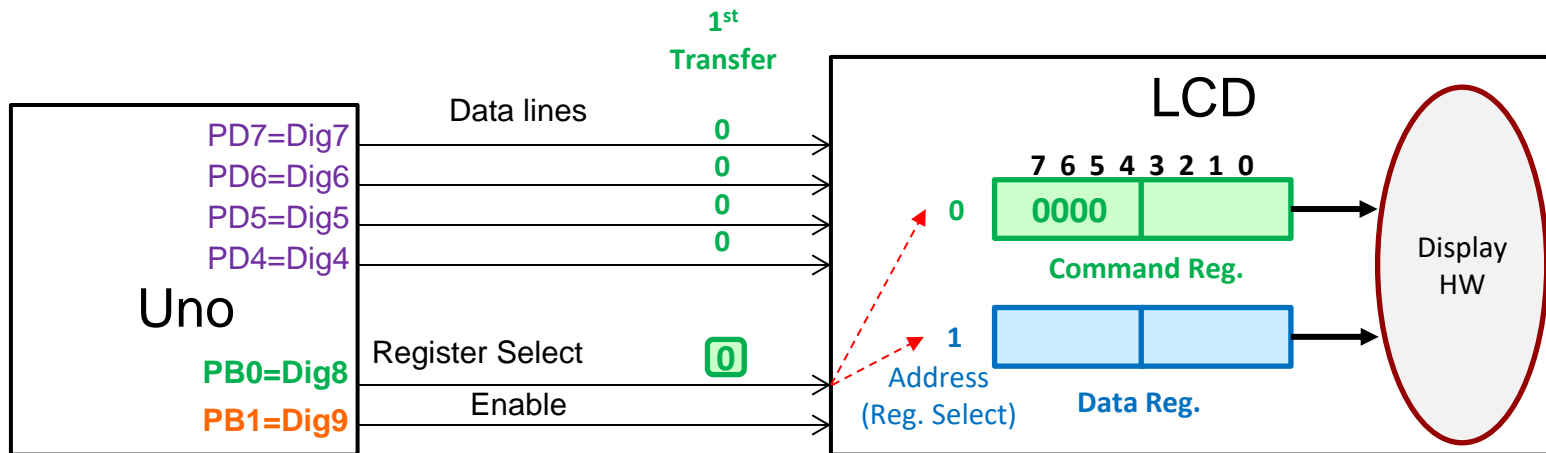 1st
Transfer
LCD
Data lines
PD7=Dig7
0
PD6=Dig6
0
PD5=Dig5
0
PD4=Dig4
0
Uno
Register Select
0
PB0=Dig8
Enable
PB1=Dig9
7 6 5 4 3 2 1 0
0
0000
Command Reg.
1
Address
(Reg. Select)
Data Reg.
Display
HW